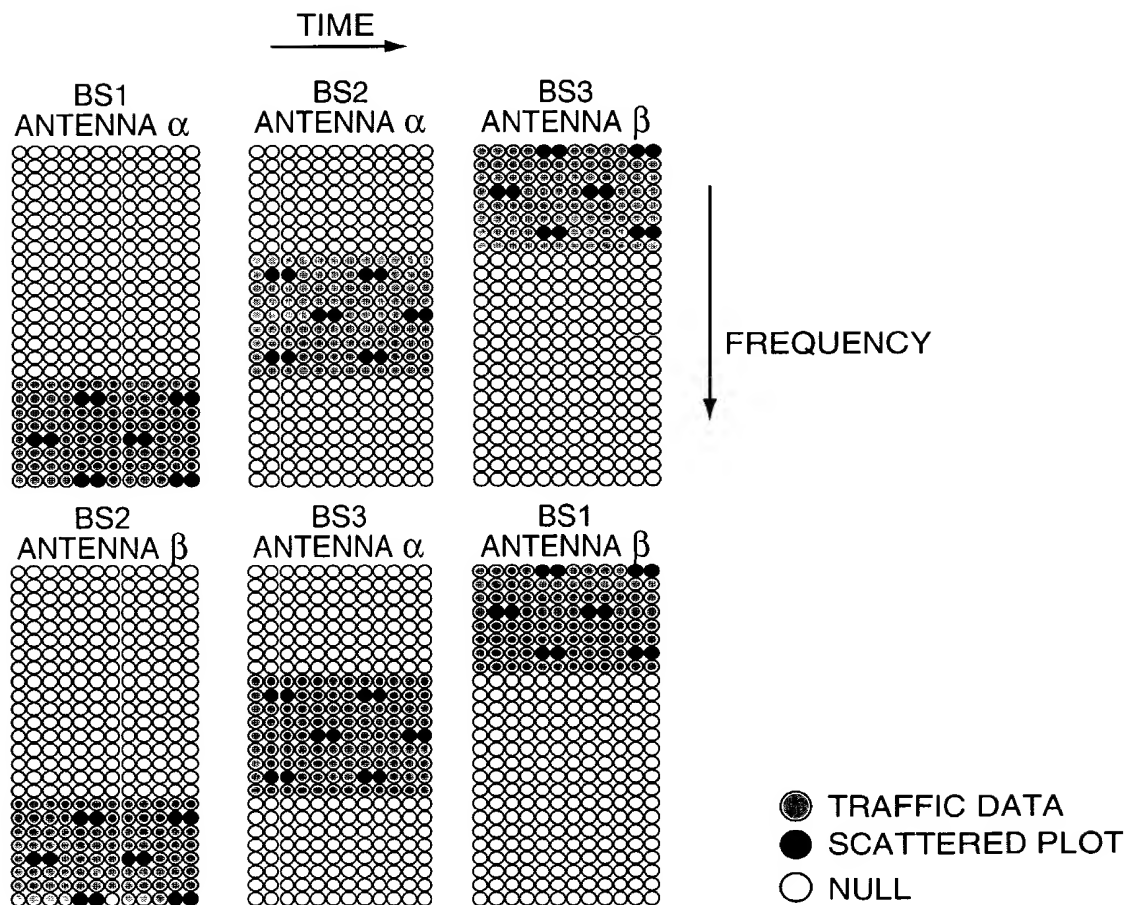 TIME
BS1
ANTENNA α
BS2
ANTENNA α
BS3
ANTENNA β
FREQUENCY
BS2
ANTENNA β
BS3
ANTENNA α
BS1
ANTENNA β
TRAFFIC DATA
SCATTERED PLOT
NULL